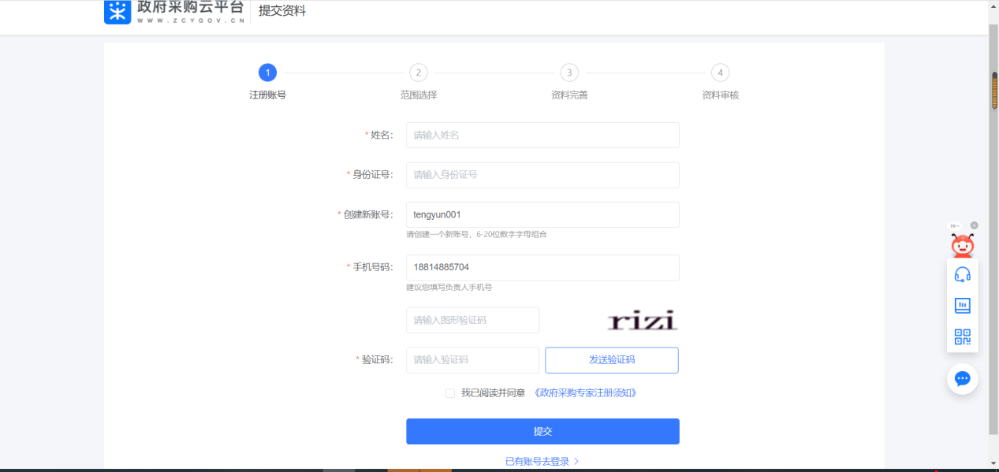 政府采购云平台 提交资料
WWW.ZCYGOV.CN
1 2 3 4
注册账号 范围选择 资料完善 资料审核
* 姓名： 请输入姓名
* 身份证号： 请输入身份证号
* 创建新账号： tengyun001
请创建一个新账号，6-20位数字字母组合
* 手机号码： 18814885704
建议您填写负责人手机号
请输入图形验证码 rizi
* 验证码： 请输入验证码 发送验证码
我已阅读并同意 《政府采购专家注册须知》
提交
已有账号去登录 >
Hi~